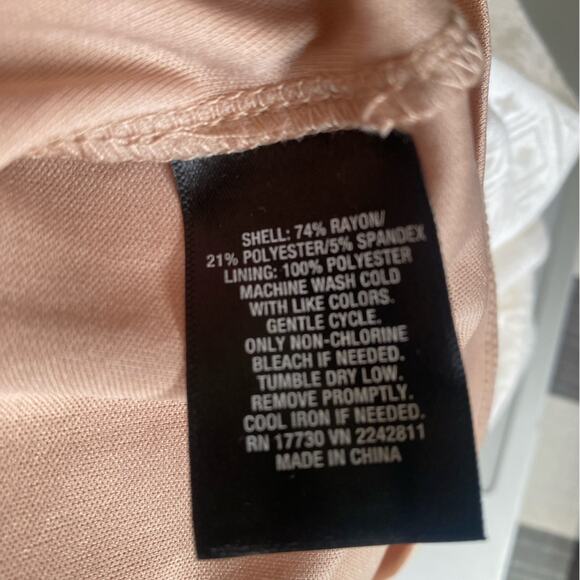 SHELL: 74% RAYON/
21% POLYESTER/5% SPANDEX
LINING: 100% POLYESTER
MACHINE WASH COLD
WITH LIKE COLORS.
GENTLE CYCLE.
ONLY NON-CHLORINE
BLEACH IF NEEDED.
TUMBLE DRY LOW.
REMOVE PROMPTLY.
COOL IRON IF NEEDED.
RN 17730 VN 2242811
MADE IN CHINA